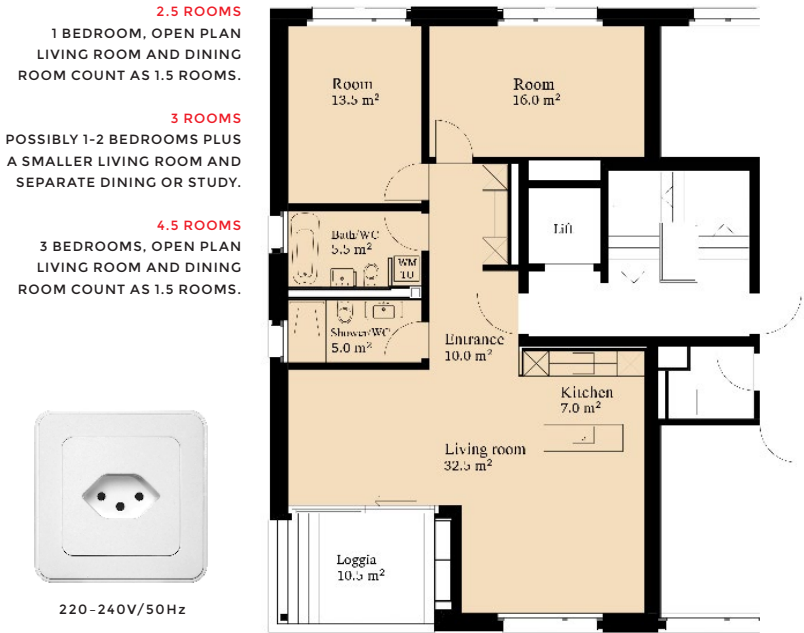 2.5 ROOMS
1 BEDROOM, OPEN PLAN
LIVING ROOM AND DINING
ROOM COUNT AS 1.5 ROOMS.
3 ROOMS
POSSIBLY 1-2 BEDROOMS PLUS
A SMALLER LIVING ROOM AND
SEPARATE DINING OR STUDY.
4.5 ROOMS
3 BEDROOMS, OPEN PLAN
LIVING ROOM AND DINING
ROOM COUNT AS 1.5 ROOMS.
220-240V/50Hz
Room
13.5 m²
Room
16.0 m²
Bath/WC
5.5 m²
WM
TU
Lift
Shower/WC
5.0 m²
Entrance
10.0 m²
Kitchen
7.0 m²
Living room
32.5 m²
Loggia
10.5 m²